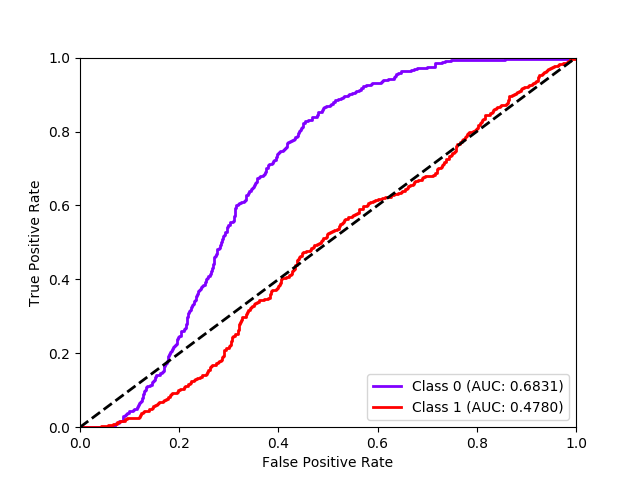 1.0
0.8
0.6
0.4
0.2
0.0
True Positive Rate
0.0 0.2 0.4 0.6 0.8 1.0
False Positive Rate
Class 0 (AUC: 0.6831)
Class 1 (AUC: 0.4780)